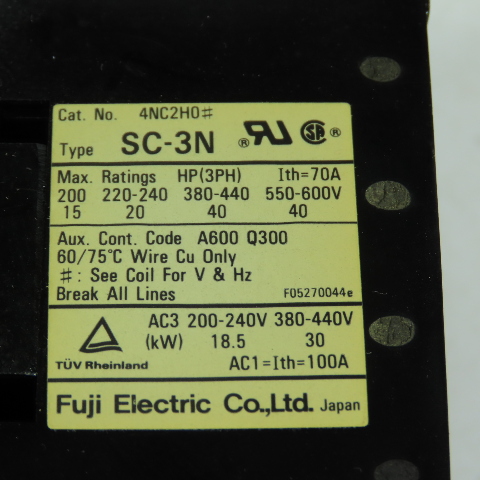 Cat. No. 4NC2H0#
Type SC-3N ® RU SA ®
Max. Ratings HP(3PH) Ith=70A
200 220-240 380-440 550-600V
15 20 40 40
Aux. Cont. Code A600 Q300
60/75°C Wire Cu Only
#: See Coil For V & Hz
Break All Lines F05270044e
AC3 200-240V 380-440V
(kW) 18.5 30
TÜV Rheinland AC1=Ith=100A
Fuji Electric Co.,Ltd. Japan